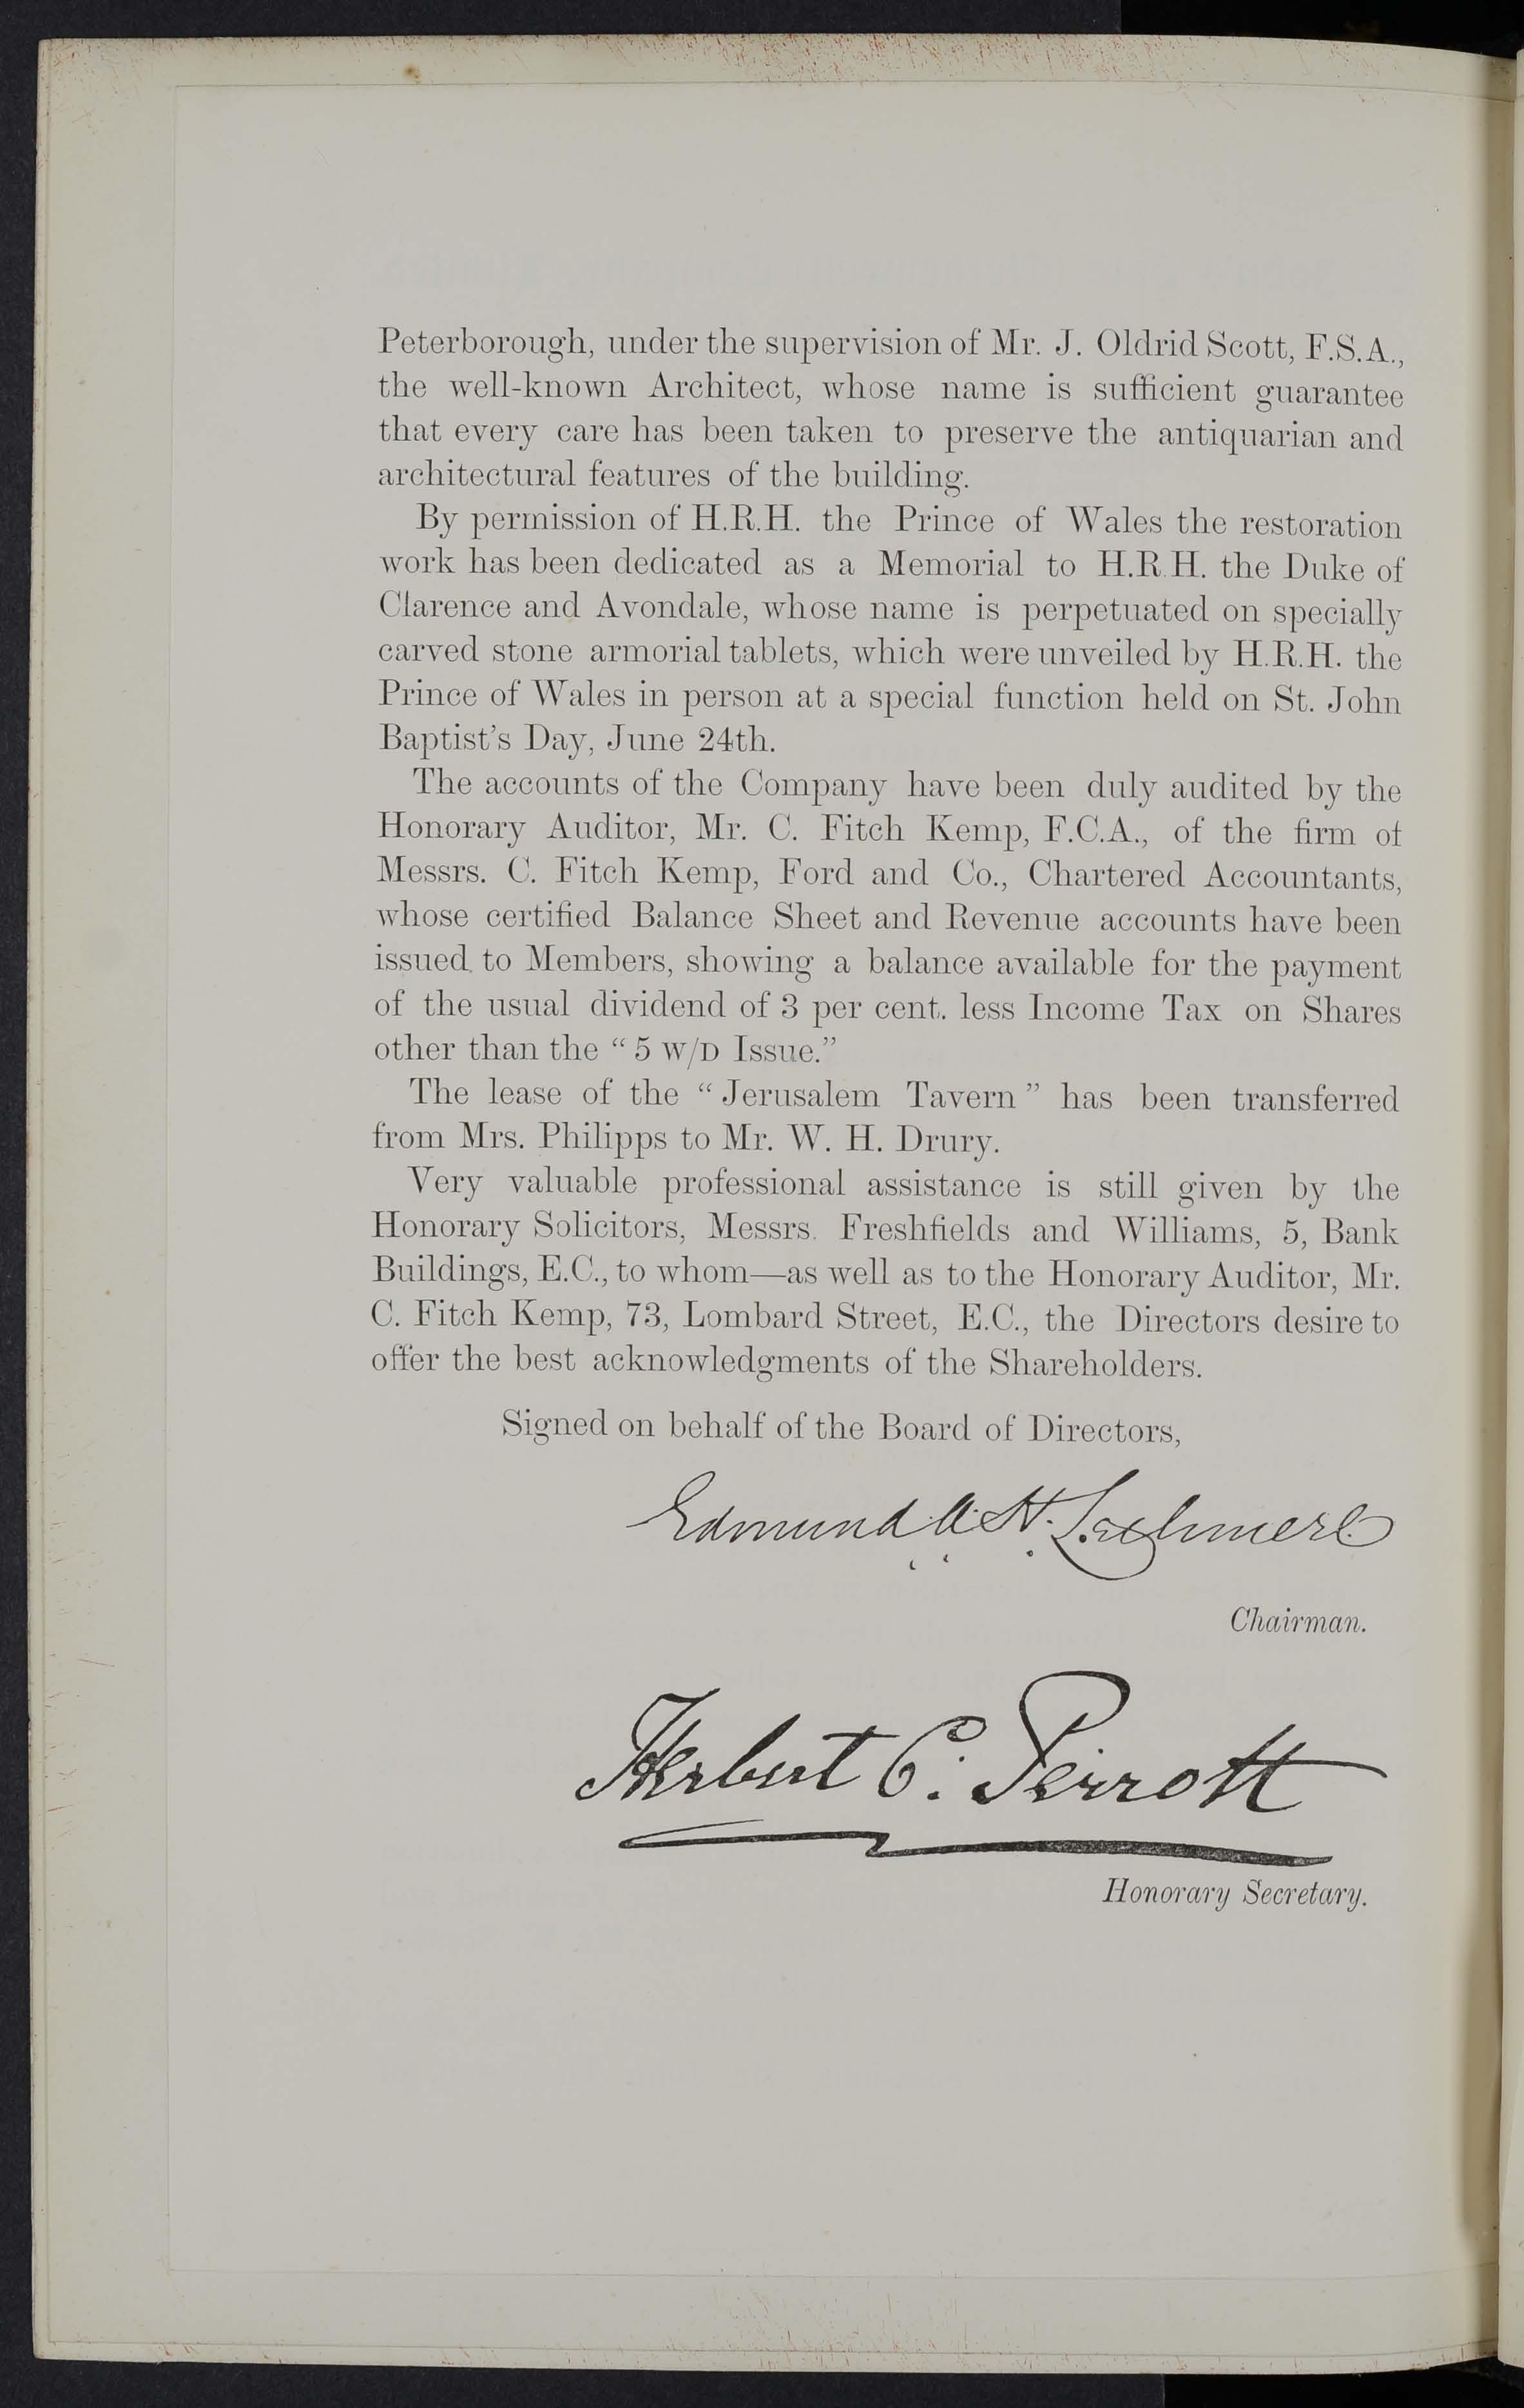 Peterborough, under the supervision of Mr. J. Oldrid Scott, F.S.A.,
the well-known Architect, whose name is sufficient guarantee
that every care has been taken to preserve the antiquarian and
architectural features of the building.
By permission of H.R.H. the Prince of Wales the restoration
work has been dedicated as a Memorial to H.R.H. the Duke of
Clarence and Avondale, whose name is perpetuated on specially
carved stone armorial tablets, which were unveiled by H.R.H. the
Prince of Wales in person at a special function held on St. John
Baptist's Day, June 24th.
The accounts of the Company have been duly audited by the
Honorary Auditor, Mr. C. Fitch Kemp, F.C.A., of the firm of
Messrs. C. Fitch Kemp, Ford and Co., Chartered Accountants,
whose certified Balance Sheet and Revenue accounts have been
issued to Members, showing a balance available for the payment
of the usual dividend of 3 per cent. less Income Tax on Shares
other than the “5 W/D Issue.”
The lease of the “Jerusalem Tavern” has been transferred
from Mrs. Philipps to Mr. W. H. Drury.
Very valuable professional assistance is still given by the
Honorary Solicitors, Messrs. Freshfields and Williams, 5, Bank
Buildings, E.C., to whom—as well as to the Honorary Auditor, Mr.
C. Fitch Kemp, 73, Lombard Street, E.C., the Directors desire to
offer the best acknowledgments of the Shareholders.
Signed on behalf of the Board of Directors,
Edmund A. H. Lechmere
Chairman.
Herbert C. Perrott
Honorary Secretary.